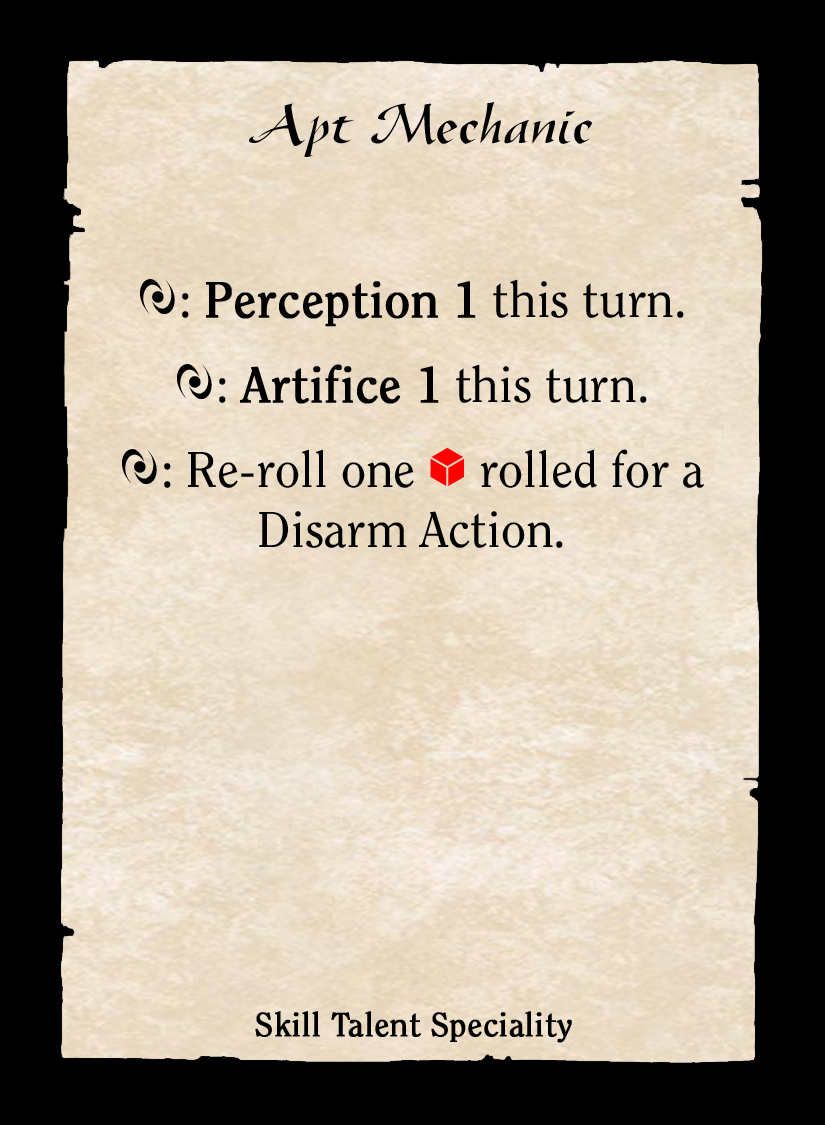 Apt Mechanic
: Perception 1 this turn.
: Artifice 1 this turn.
: Re-roll one rolled for a
Disarm Action.
Skill Talent Speciality